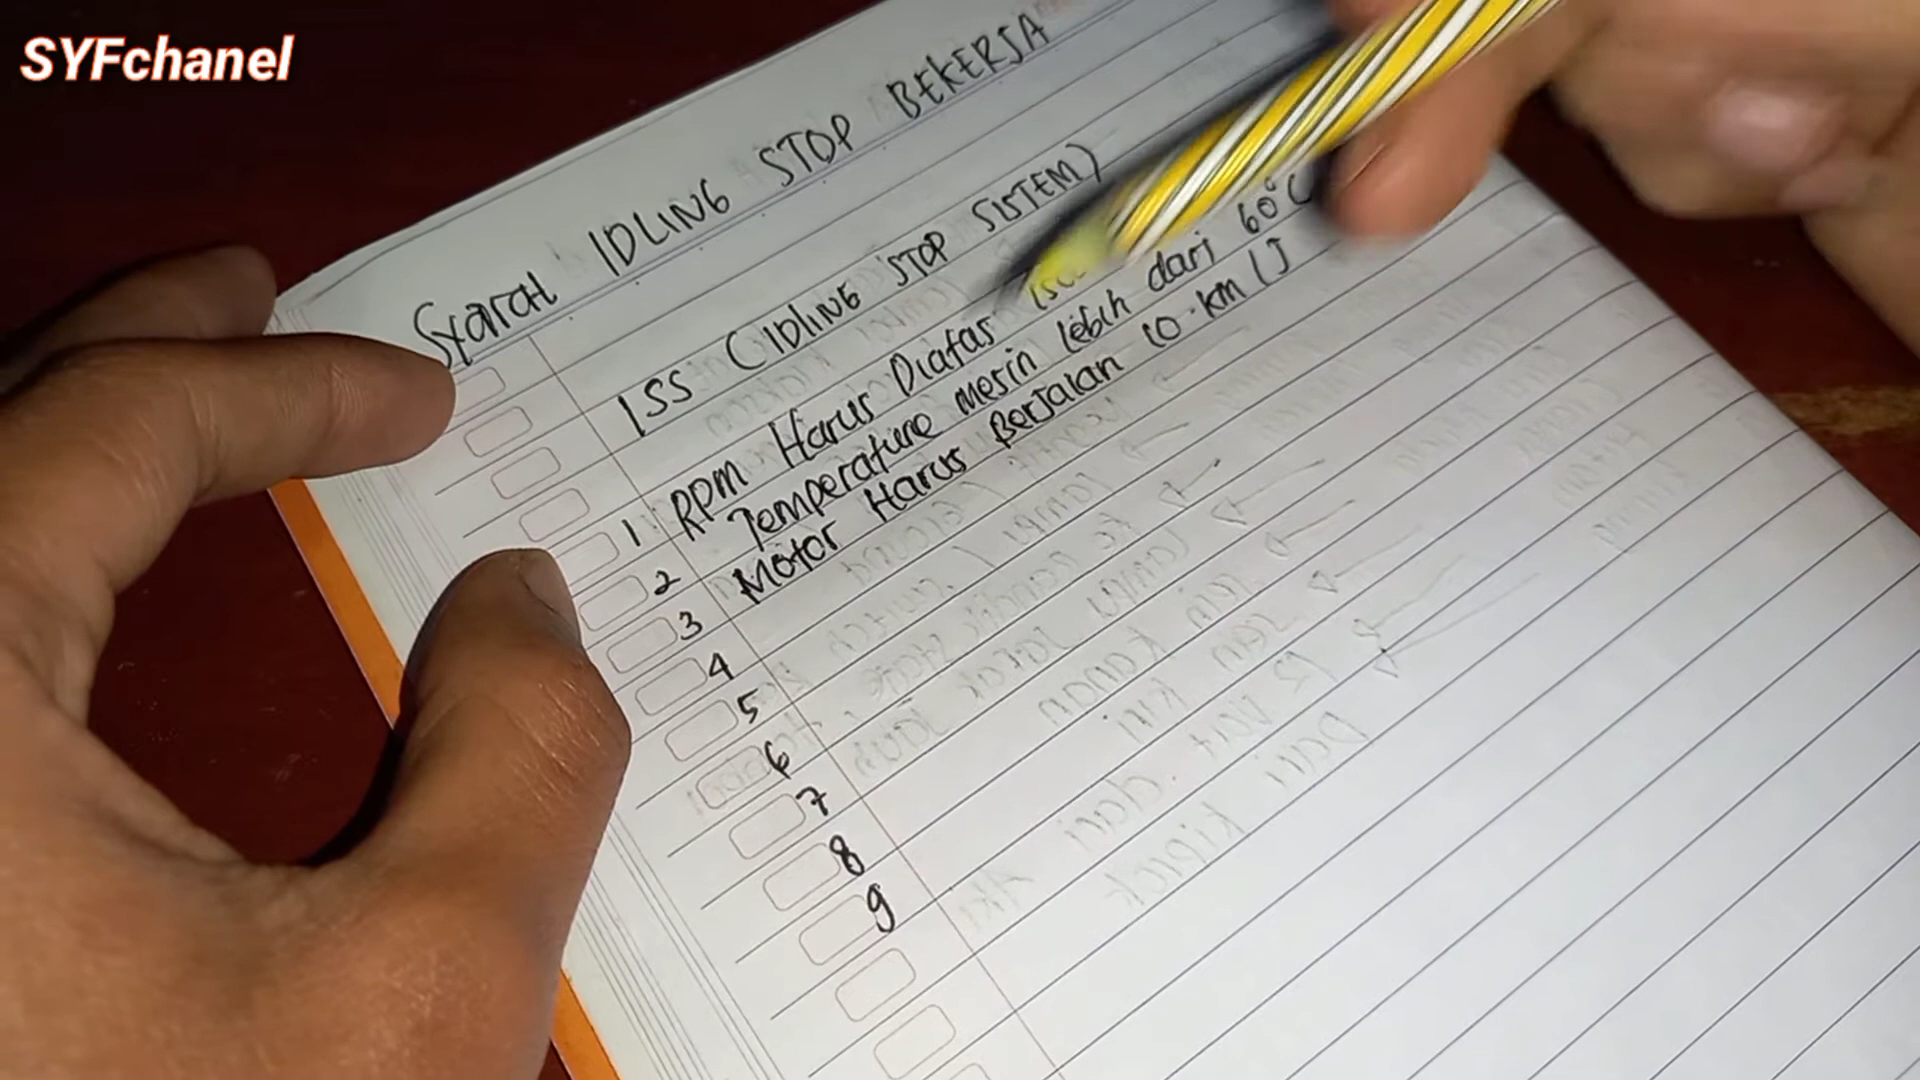 SYFchanel
SYARAT IDLING STOP BEKERJA
ISS (IDLING STOP SISTEM)
1 RPM Harus Diatas
2 Temperature mesin lebih dari 60°C
3 Motor Harus Berjalan 10 KM / J
4
5
6
7
8
9